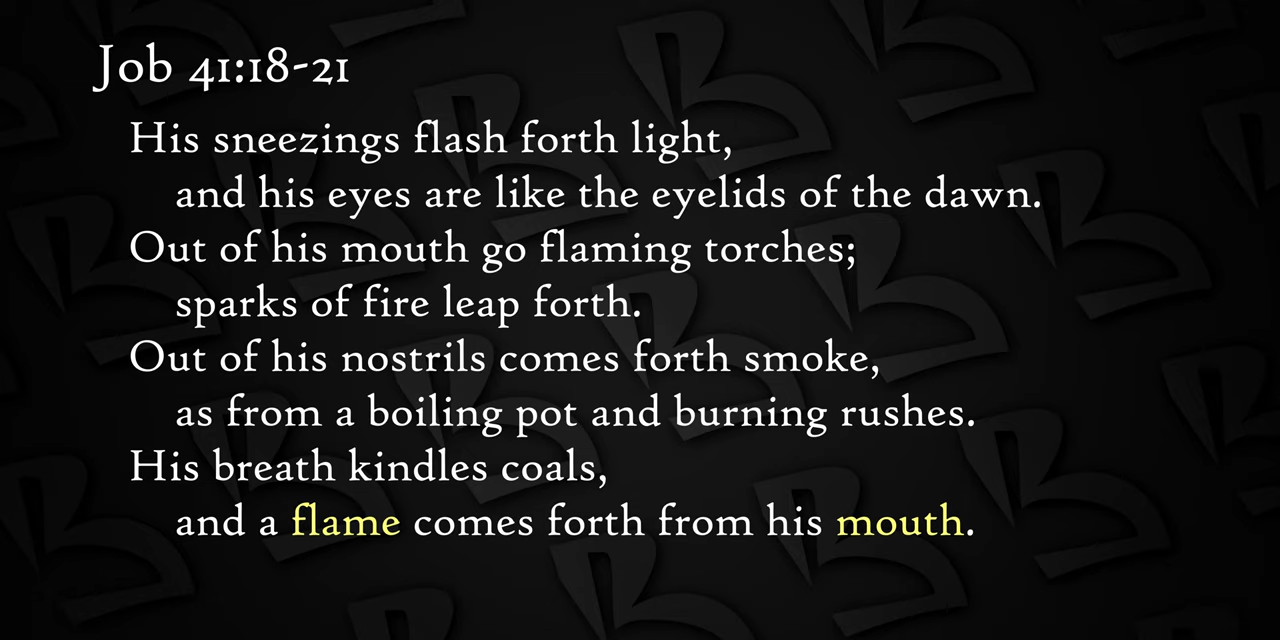 Job 41:18-21
His sneezings flash forth light,
and his eyes are like the eyelids of the dawn.
Out of his mouth go flaming torches;
sparks of fire leap forth.
Out of his nostrils comes forth smoke,
as from a boiling pot and burning rushes.
His breath kindles coals,
and a flame comes forth from his mouth.